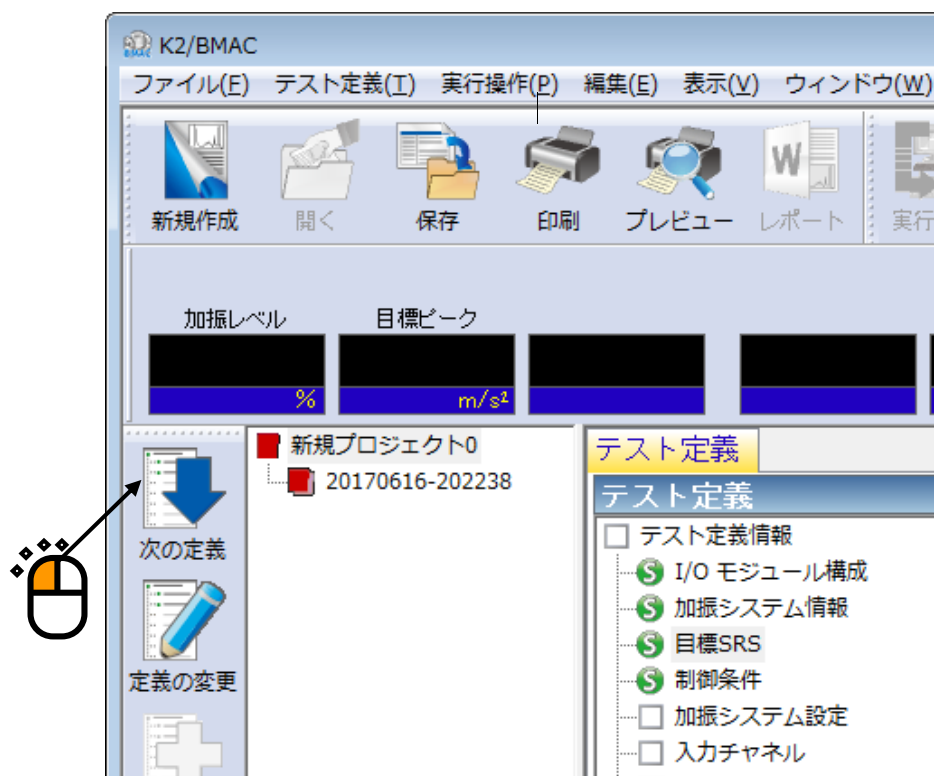 K2/BMAC
ファイル(F) テスト定義(T) 実行操作(P) 編集(E) 表示(V) ウィンドウ(W)
新規作成 開く 保存 印刷 プレビュー レポート 実行
加振レベル 目標ピーク
% m/s²
新規プロジェクト0
20170616-202238
次の定義
定義の変更
テスト定義
テスト定義
テスト定義情報
I/O モジュール構成
加振システム情報
目標SRS
制御条件
加振システム設定
入力チャネル